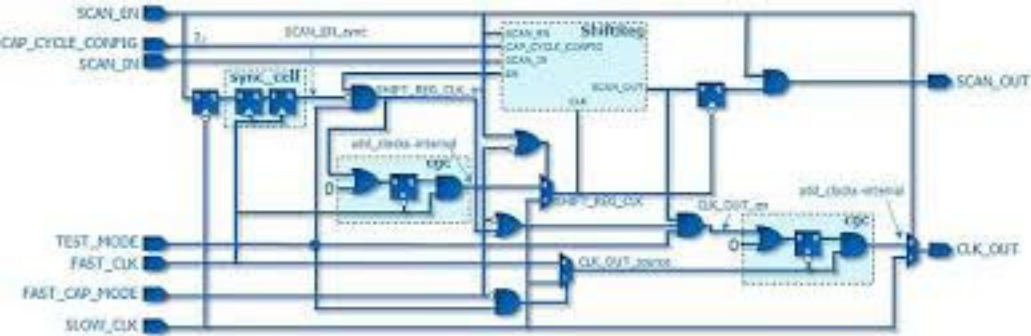 SCAN_EN
CAP_CYCLE_CONFIG
SCAN_IN
SCAN_EN_sync
sync_cell
ShiftReg
SCAN_EN
CAP_CYCLE_CONFIG
SCAN_IN
EN
SCAN_OUT
CLK
SCAN_OUT
add_clocks-internal
cgc
0
SHIFT_REG_CLK
add_clocks-internal
CLK_OUT_en
cgc
0
TEST_MODE
FAST_CLK
CLK_OUT_source
CLK_OUT
FAST_CAP_MODE
SLOW_CLK